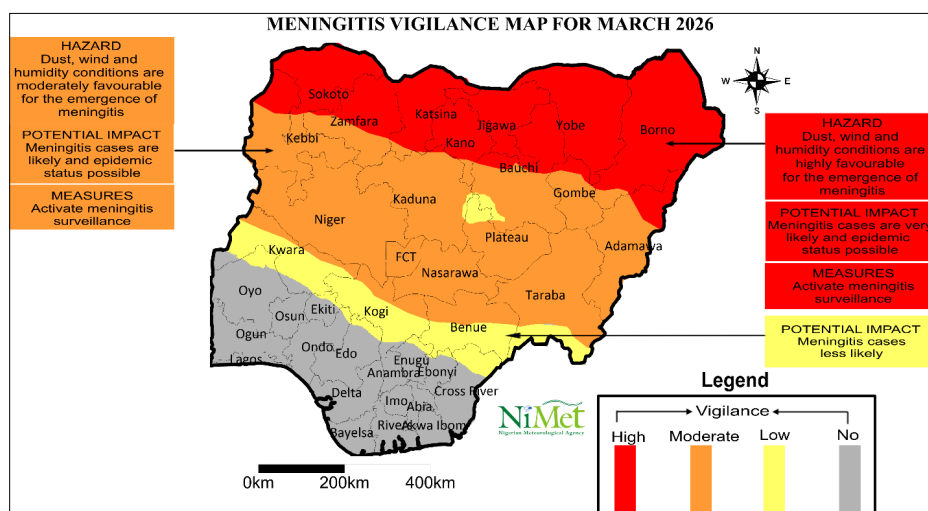 MENINGITIS VIGILANCE MAP FOR MARCH 2026
HAZARD
Dust, wind and
humidity conditions are
moderately favourable
for the emergence of
meningitis
POTENTIAL IMPACT
Meningitis cases are
likely and epidemic
status possible
MEASURES
Activate meningitis
surveillance
N
W
E
S
HAZARD
Dust, wind and
humidity conditions are
highly favourable
for the emergence of
meningitis
POTENTIAL IMPACT
Meningitis cases are very
likely and epidemic
status possible
MEASURES
Activate meningitis
surveillance
POTENTIAL IMPACT
Meningitis cases
less likely
Sokoto
Zamfara
Katsina
Jigawa
Yobe
Borno
Kebbi
Kano
Bauchi
Gombe
Kaduna
Niger
Plateau
Adamawa
Kwara
FCT
Nasarawa
Taraba
Oyo
Osun
Ekiti
Kogi
Benue
Ogun
Lagos
Ondo
Edo
Enugu
Anambra
Ebonyi
Delta
Cross River
Imo
Abia
Bayelsa
Rivers
Akwa Ibom
NiMet
Nigerian Meteorological Agency
0km
200km
400km
Legend
Vigilance
High
Moderate
Low
No